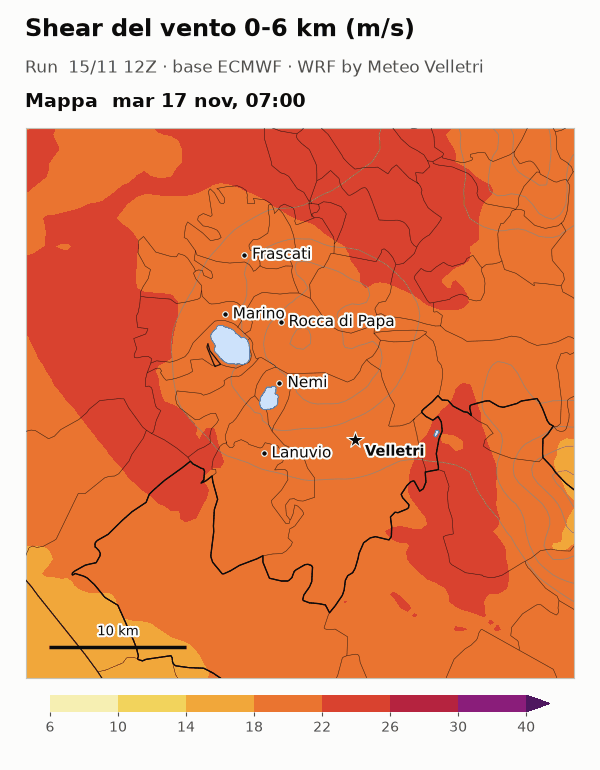 Shear del vento 0-6 km (m/s)
Run 15/11 12Z · base ECMWF · WRF by Meteo Velletri
Mappa mar 17 nov, 07:00
Frascati
Marino
Rocca di Papa
Nemi
Velletri
Lanuvio
10 km
6 10 14 18 22 26 30 40